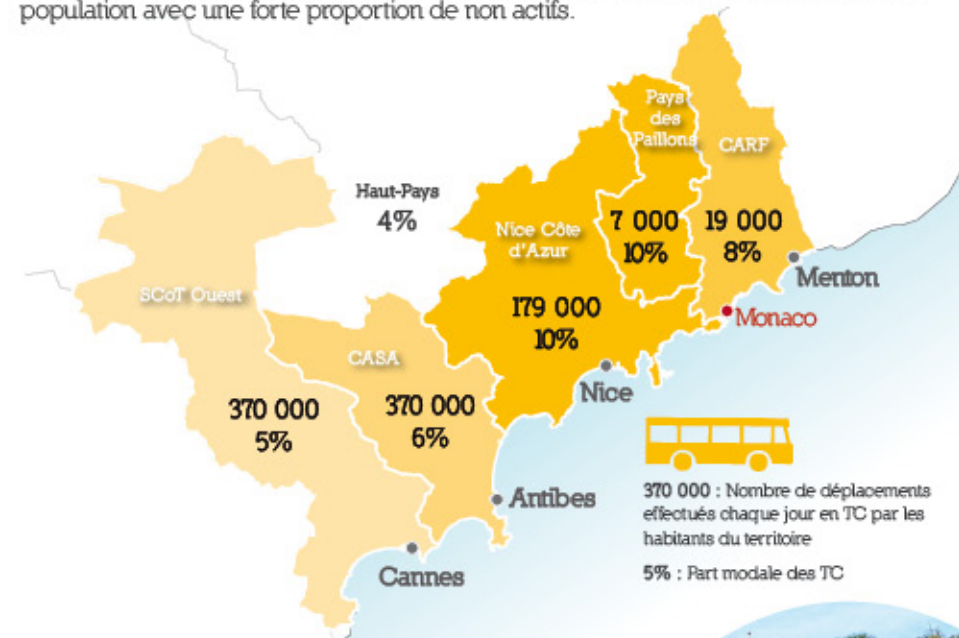 population avec une forte proportion de non actifs.
Pays
des
Paillons
CARF
Haut-Pays
4%
Nice Côte
d'Azur
7 000
10%
19 000
8%
Menton
SCoT Ouest
179 000
10%
Monaco
CASA
Nice
370 000
5%
370 000
6%
Antibes
370 000 : Nombre de déplacements
effectués chaque jour en TC par les
habitants du territoire
5% : Part modale des TC
Cannes